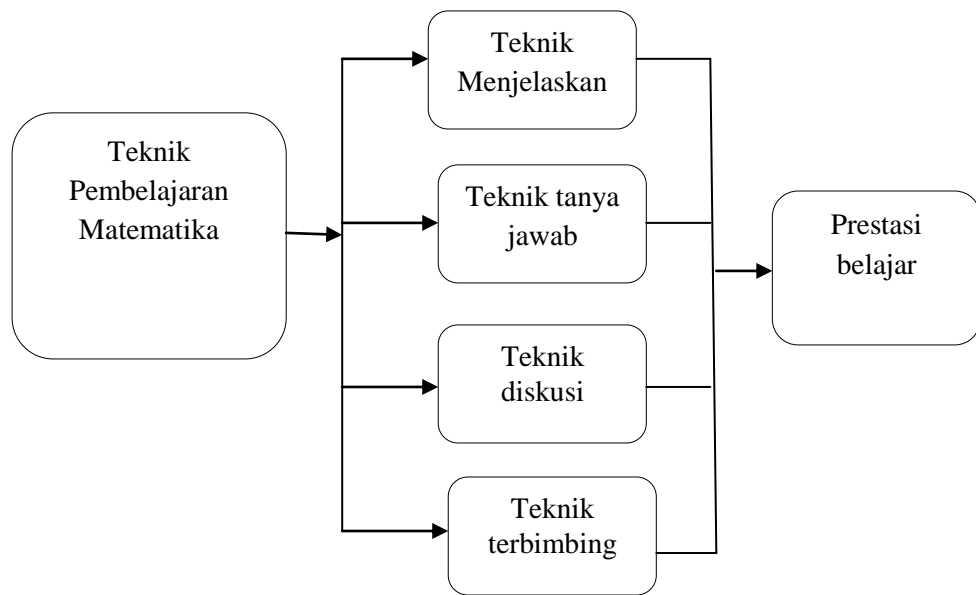 Teknik
Pembelajaran
Matematika
Teknik
Menjelaskan
Teknik tanya
jawab
Teknik
diskusi
Teknik
terbimbing
Prestasi
belajar